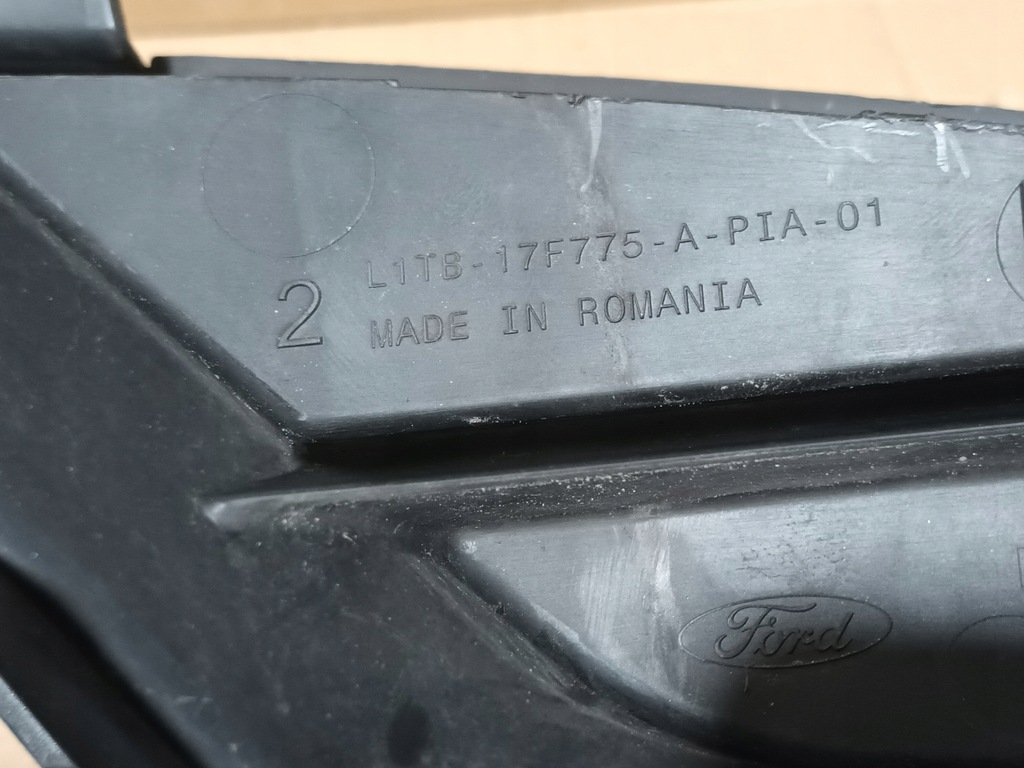 L1TB-17F775-A-PIA-01
2
MADE IN ROMANIA
Ford